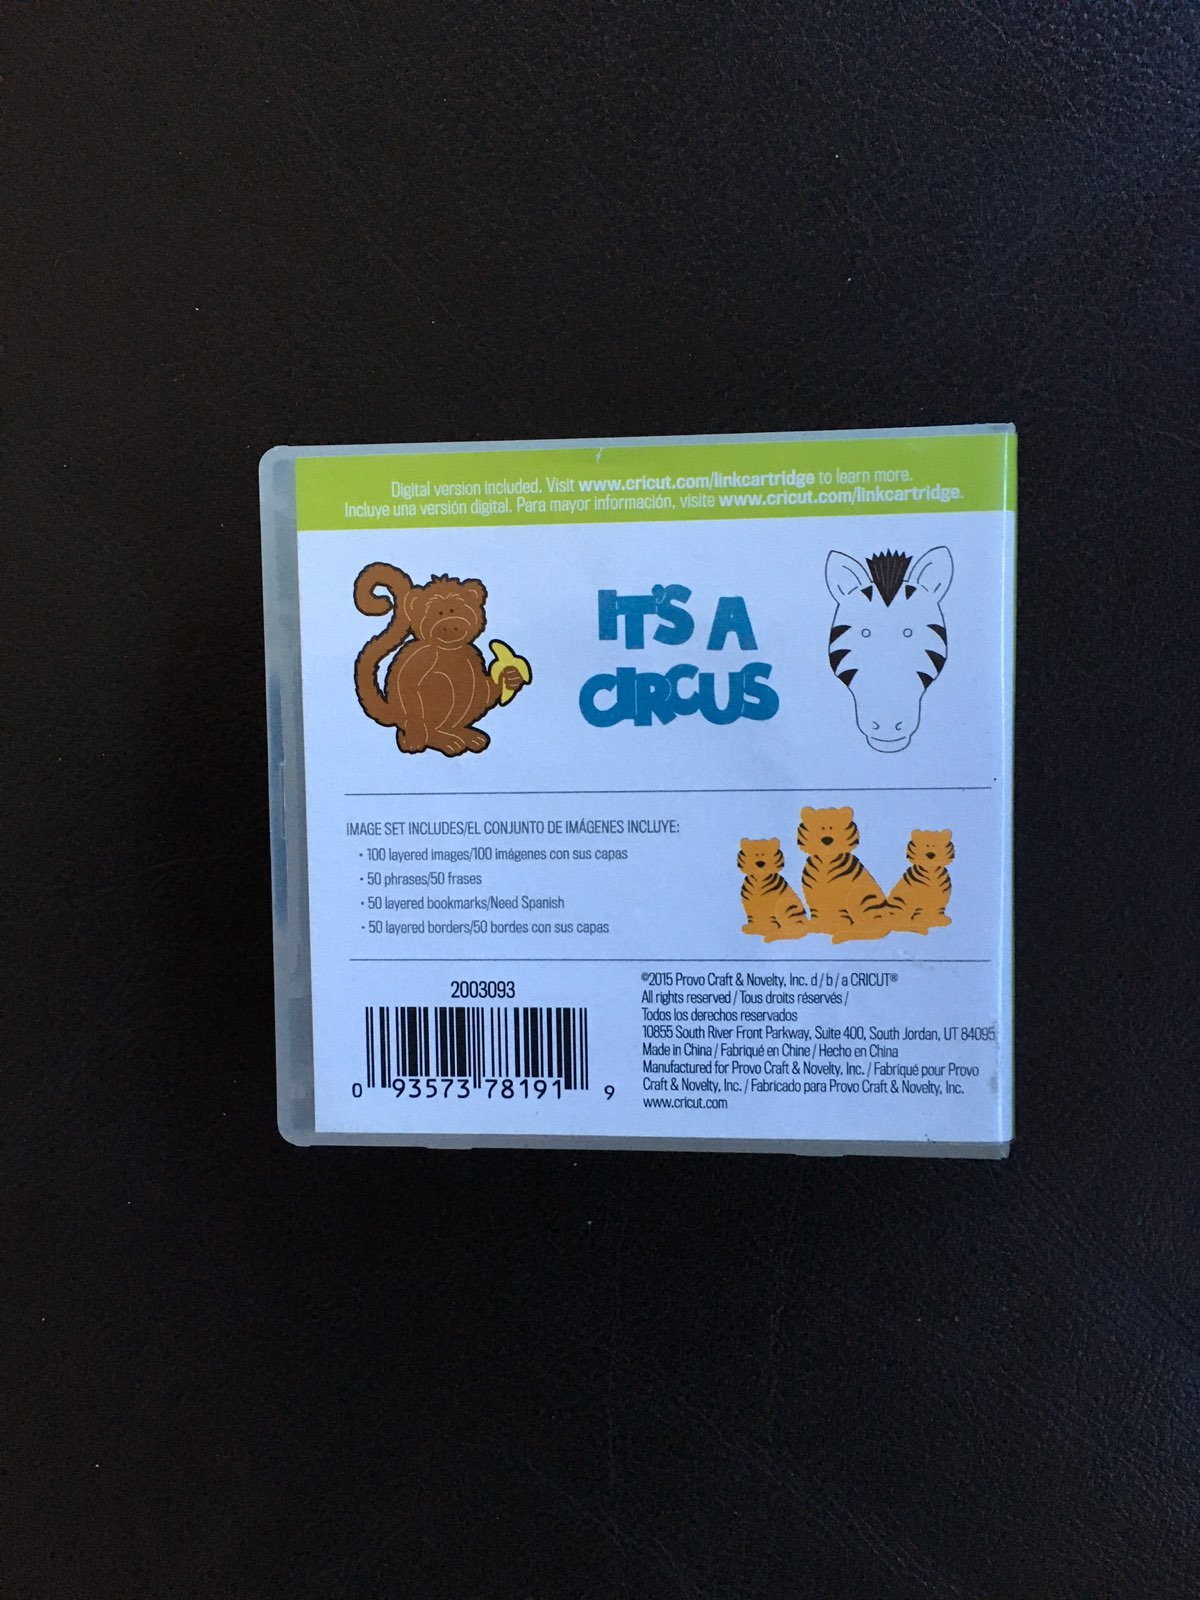 Digital version included. Visit www.cricut.com/linkcartridge to learn more.
Incluye una versión digital. Para mayor información, visite www.cricut.com/linkcartridge.
IT'S A
CIRCUS
IMAGE SET INCLUDES/EL CONJUNTO DE IMÁGENES INCLUYE:
• 100 layered images/100 imágenes con sus capas
• 50 phrases/50 frases
• 50 layered bookmarks/Need Spanish
• 50 layered borders/50 bordes con sus capas
2003093
0 93573 78191 9
©2015 Provo Craft & Novelty, Inc. d / b / a CRICUT®
All rights reserved / Tous droits réservés /
Todos los derechos reservados
10855 South River Front Parkway, Suite 400, South Jordan, UT 84095
Made in China / Fabriqué en Chine / Hecho en China
Manufactured for Provo Craft & Novelty, Inc. / Fabriqué pour Provo
Craft & Novelty, Inc. / Fabricado para Provo Craft & Novelty, Inc.
www.cricut.com